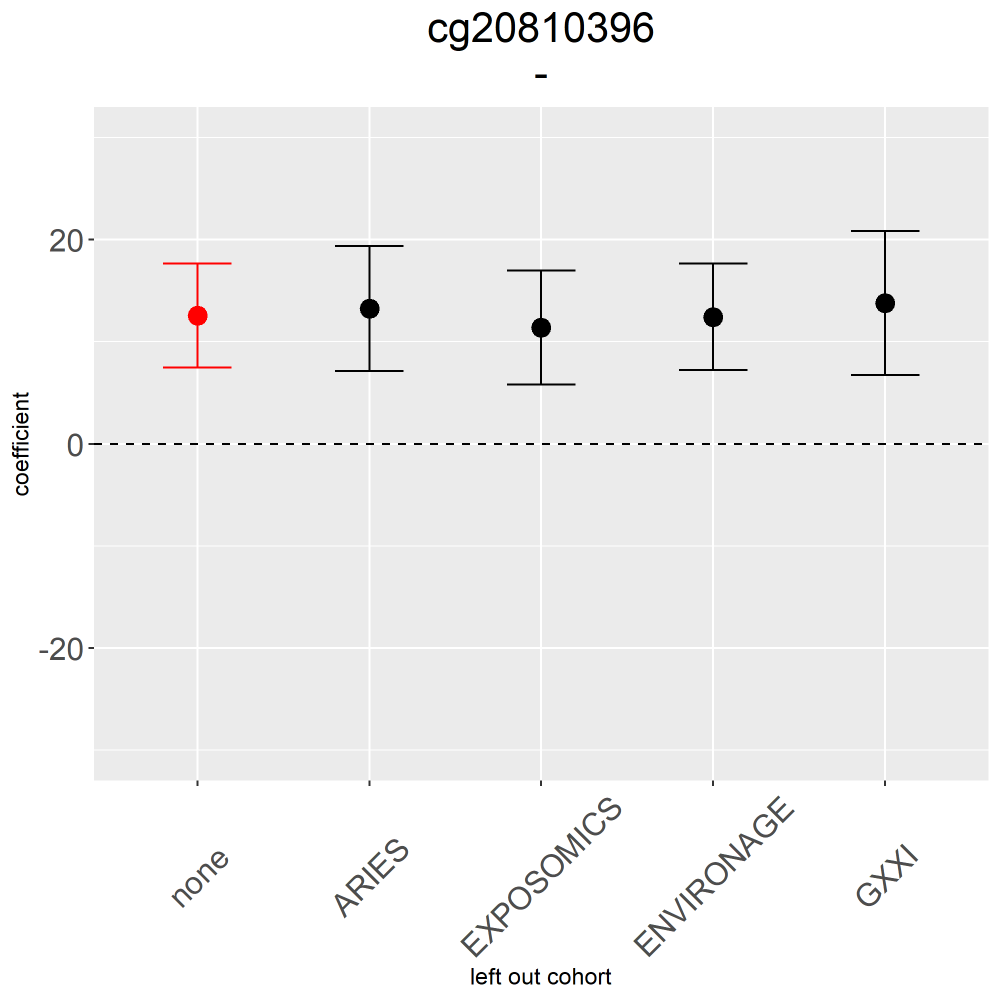 cg20810396
-
20
0
-20
coefficient
none
ARIES
EXPOSOMICS
ENVIRONAGE
GXXI
left out cohort